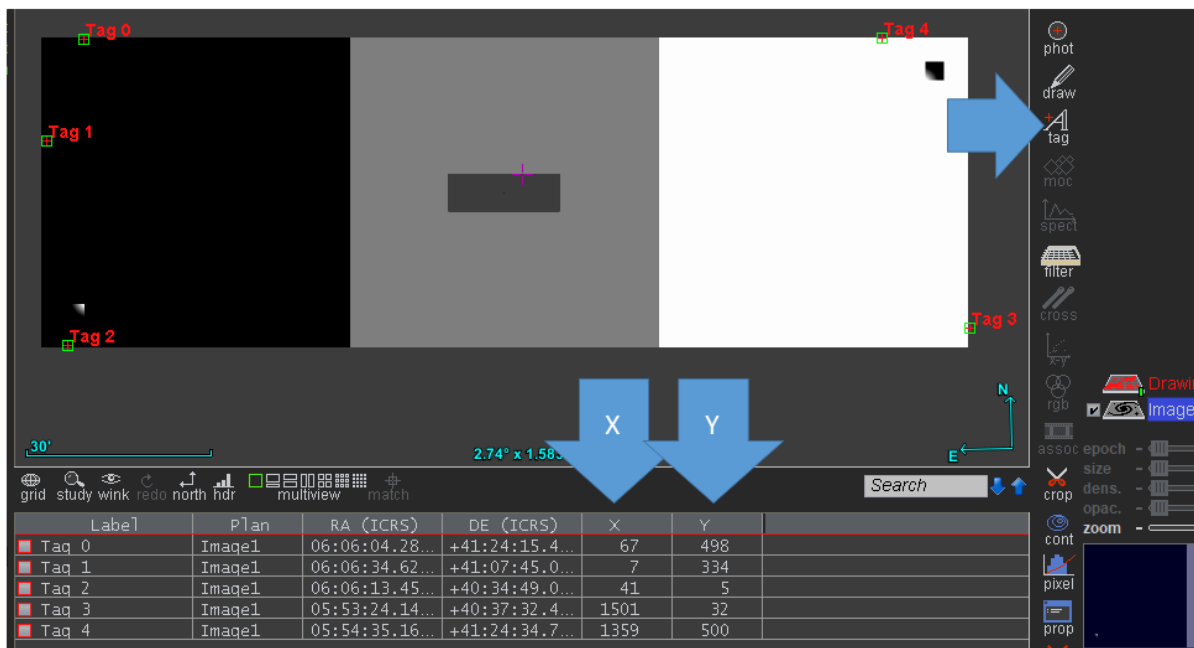 Tag 0
Tag 4
Tag 1
Tag 2
Tag 3
phot
draw
tag
moc
spect
filter
cross
x-y
rgb
assoc
crop
cont
pixel
prop
Drawin
Image
epoch -
size -
dens. -
opac. -
zoom -
N
E
30'
2.74° x 1.585
X Y
grid study wink redo north hdr multiview match
Search
Label Plan RA (ICRS) DE (ICRS) X Y
Tag 0 Image1 06:06:04.28... +41:24:15.4... 67 498
Tag 1 Image1 06:06:34.62... +41:07:45.0... 7 334
Tag 2 Image1 06:06:13.45... +40:34:49.0... 41 5
Tag 3 Image1 05:53:24.14... +40:37:32.4... 1501 32
Tag 4 Image1 05:54:35.16... +41:24:34.7... 1359 500